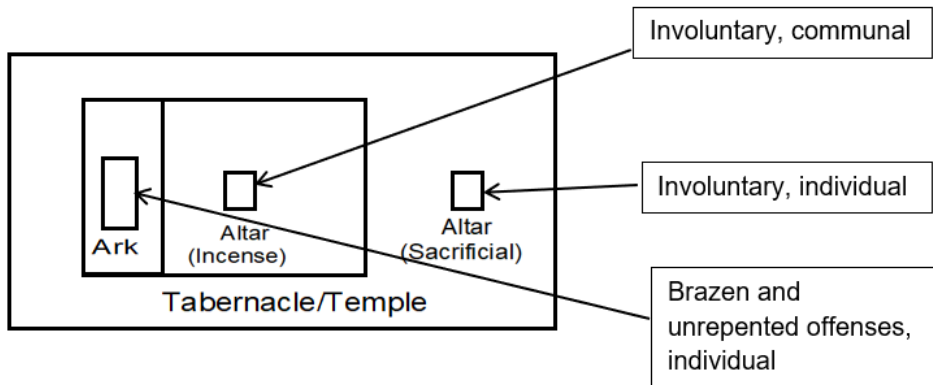 Involuntary, communal
Involuntary, individual
Ark
Altar
(Incense)
Altar
(Sacrificial)
Tabernacle/Temple
Brazen and
unrepented offenses,
individual